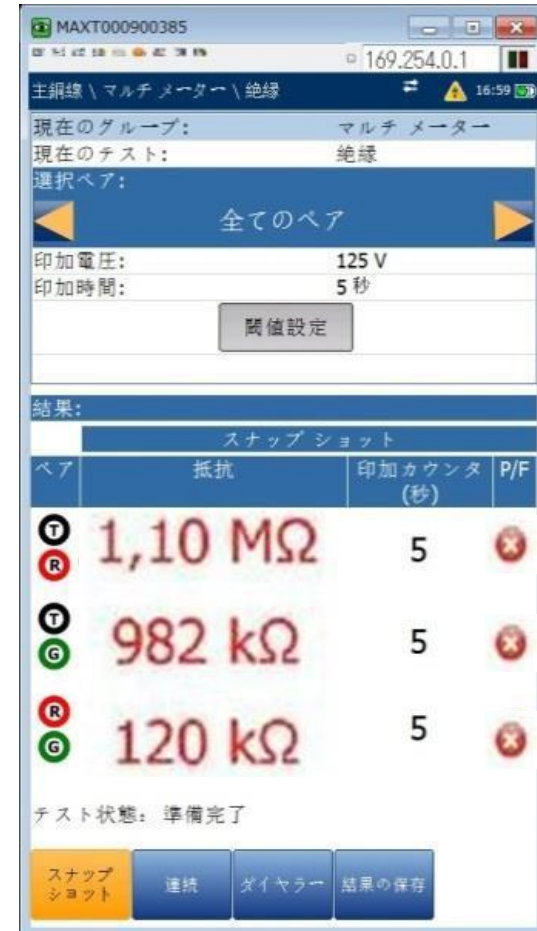 MAXT000900385
169.254.0.1
主銅線 \ マルチ メーター \ 絶縁 16:59
現在のグループ: マルチ メーター
現在のテスト: 絶縁
選択ペア:
全てのペア
印加電圧: 125 V
印加時間: 5 秒
閾値設定
結果:
スナップ ショット
ペア 抵抗 印加カウンタ (秒) P/F
T R 1,10 MΩ 5
T G 982 kΩ 5
R G 120 kΩ 5
テスト状態: 準備完了
スナップ ショット 連続 ダイヤラー 結果の保存